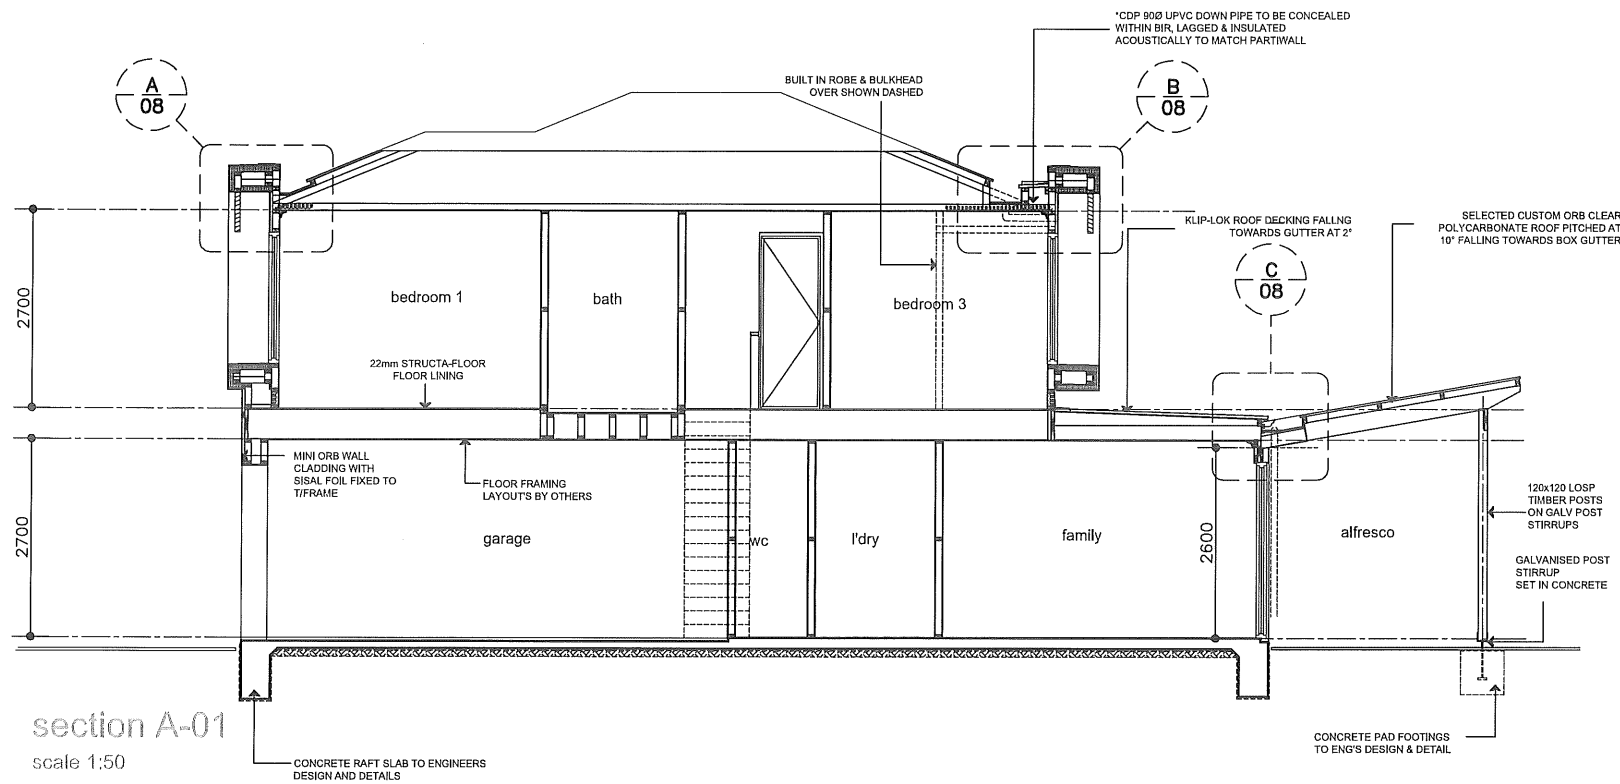 *CDP 90Ø UPVC DOWN PIPE TO BE CONCEALED
WITHIN BIR, LAGGED & INSULATED
ACOUSTICALLY TO MATCH PARTIWALL
BUILT IN ROBE & BULKHEAD
OVER SHOWN DASHED
A
08
B
08
KLIP-LOK ROOF DECKING FALLNG
TOWARDS GUTTER AT 2°
SELECTED CUSTOM ORB CLEAR
POLYCARBONATE ROOF PITCHED AT
10° FALLING TOWARDS BOX GUTTER
C
08
2700
bedroom 1
bath
bedroom 3
22mm STRUCTA-FLOOR
FLOOR LINING
MINI ORB WALL
CLADDING WITH
SISAL FOIL FIXED TO
T/FRAME
FLOOR FRAMING
LAYOUT'S BY OTHERS
120x120 LOSP
TIMBER POSTS
ON GALV POST
STIRRUPS
2700
garage
wc
l'dry
family
2600
alfresco
GALVANISED POST
STIRRUP
SET IN CONCRETE
section A-01
scale 1:50
CONCRETE RAFT SLAB TO ENGINEERS
DESIGN AND DETAILS
CONCRETE PAD FOOTINGS
TO ENG'S DESIGN & DETAIL